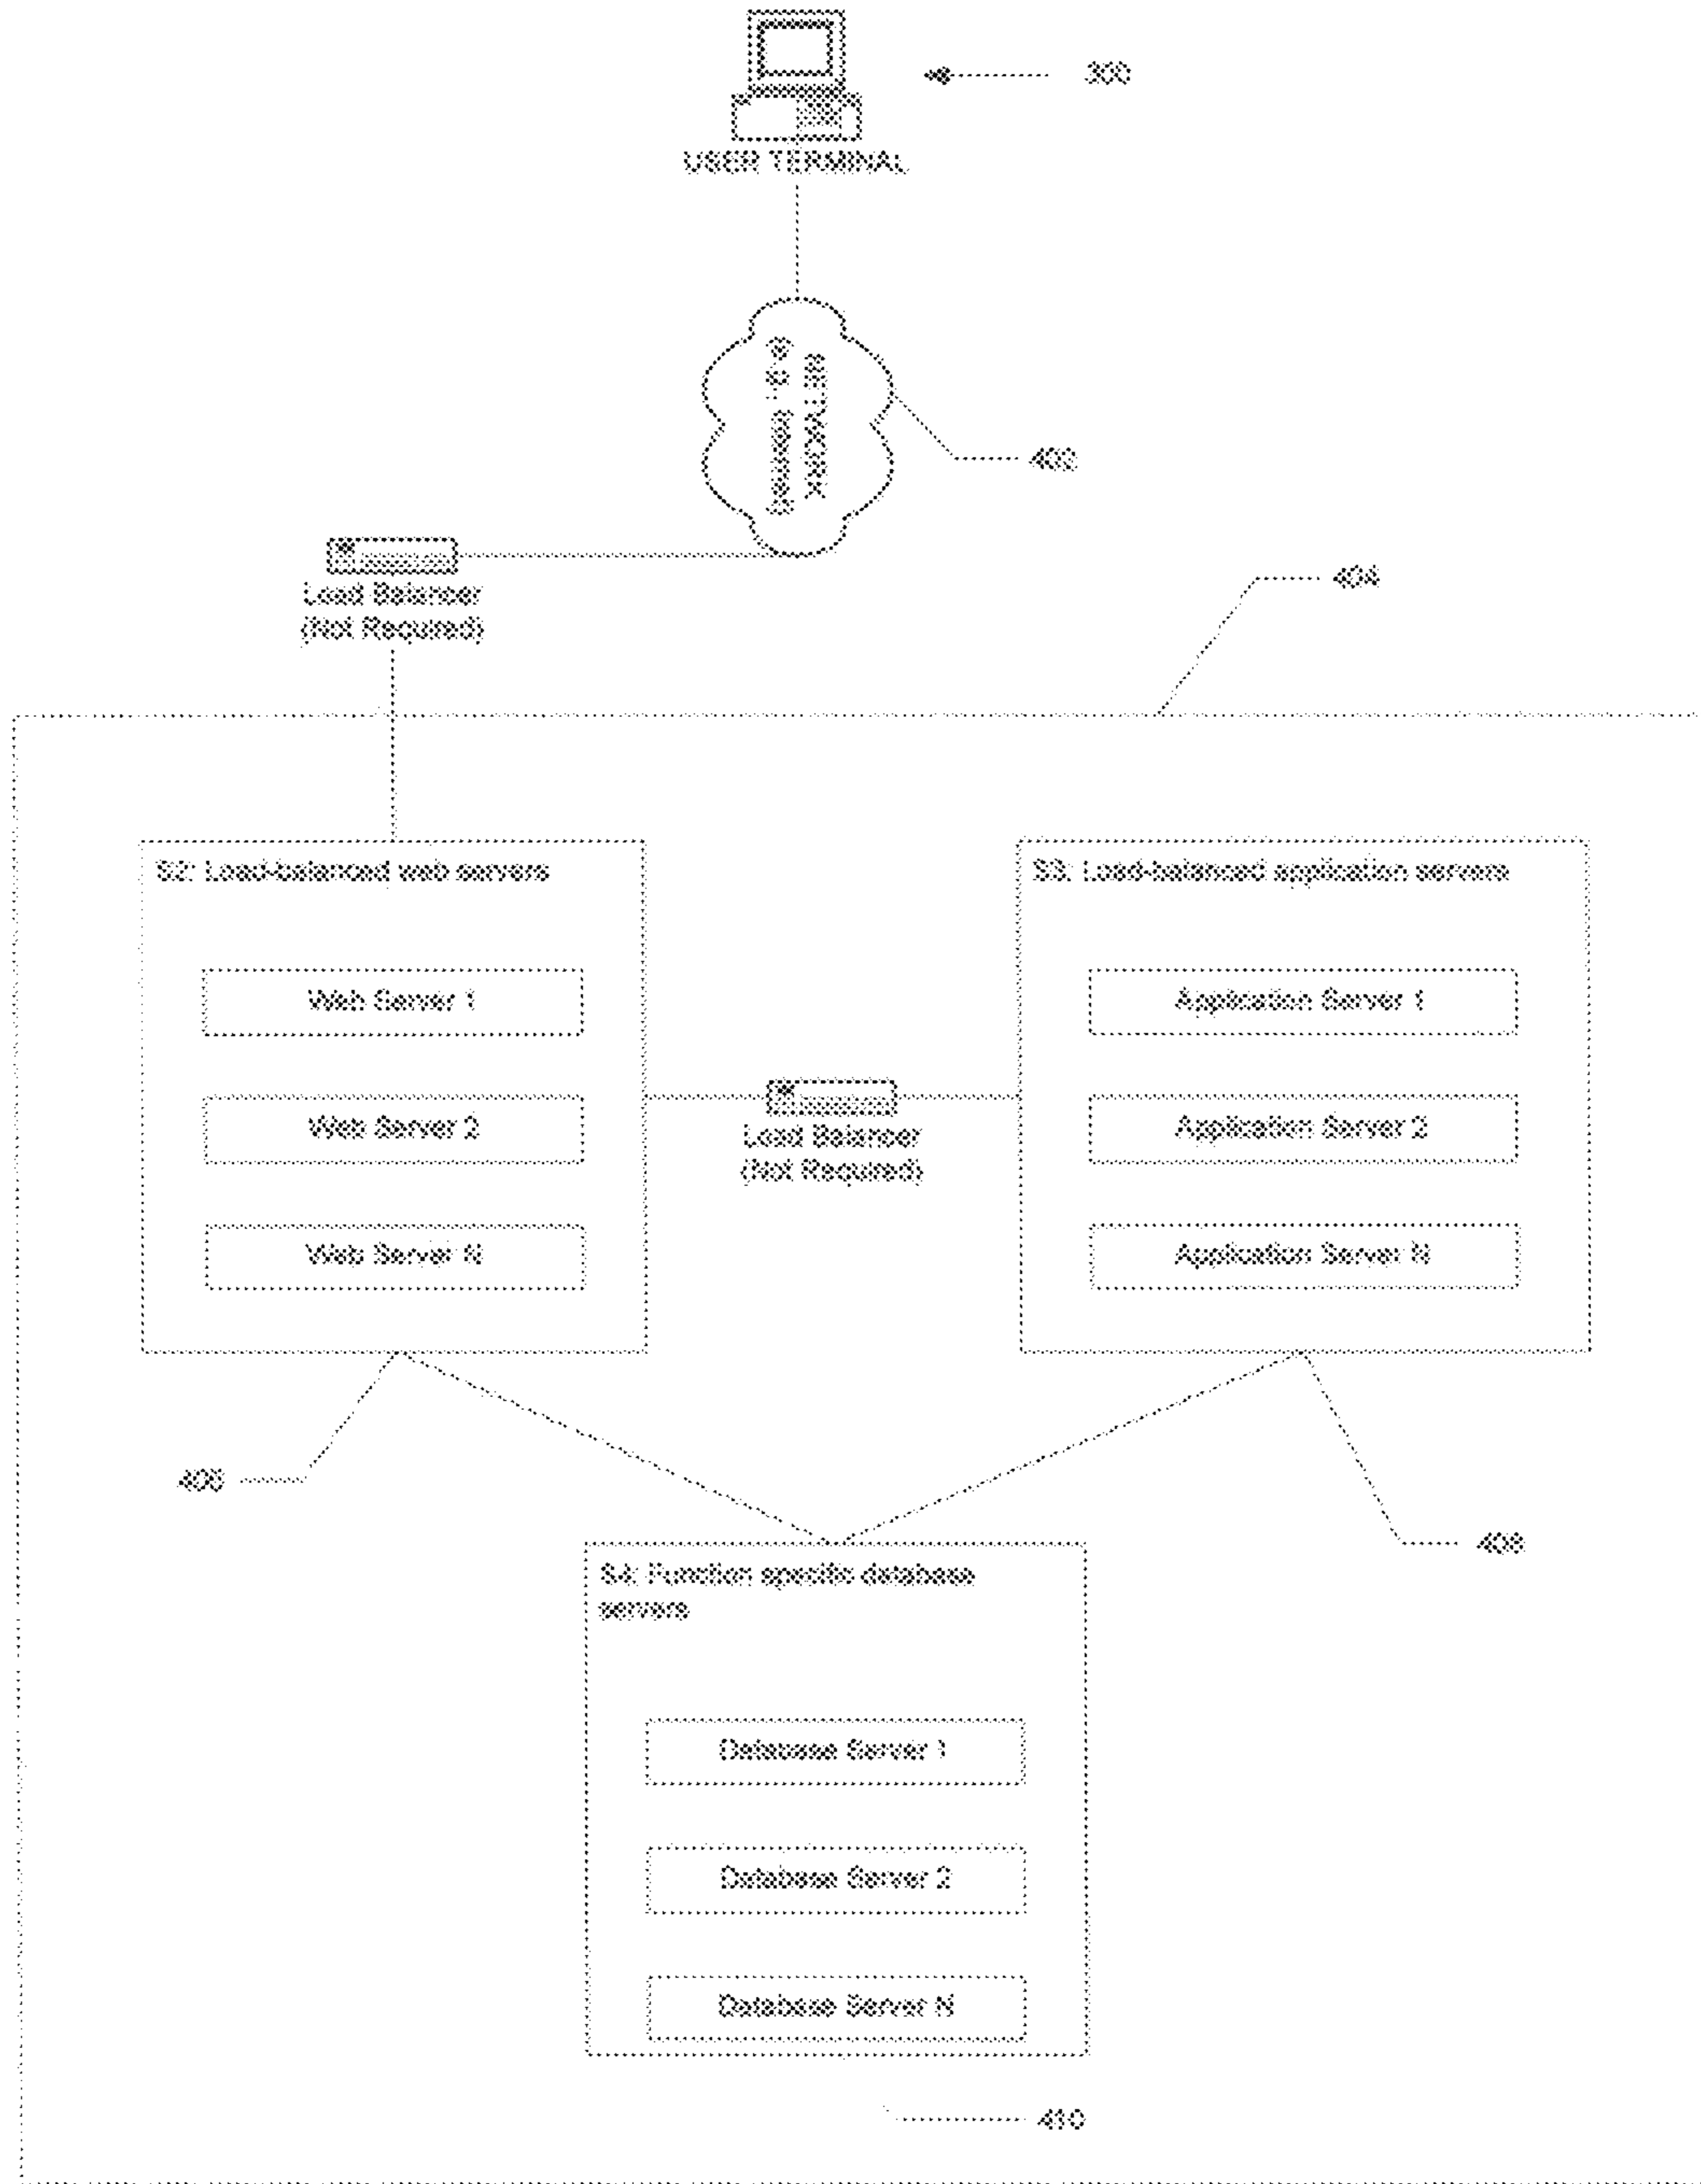 300
USER TERMINAL
NETWORK
402
Load Balancer
(Not Required)
404
S2: Load-balanced web servers
S3: Load-balanced application servers
Web Server 1
Application Server 1
Web Server 2
Application Server 2
Load Balancer
(Not Required)
Web Server N
Application Server N
408
S4: Function specific database
servers
Database Server 1
Database Server 2
Database Server N
410